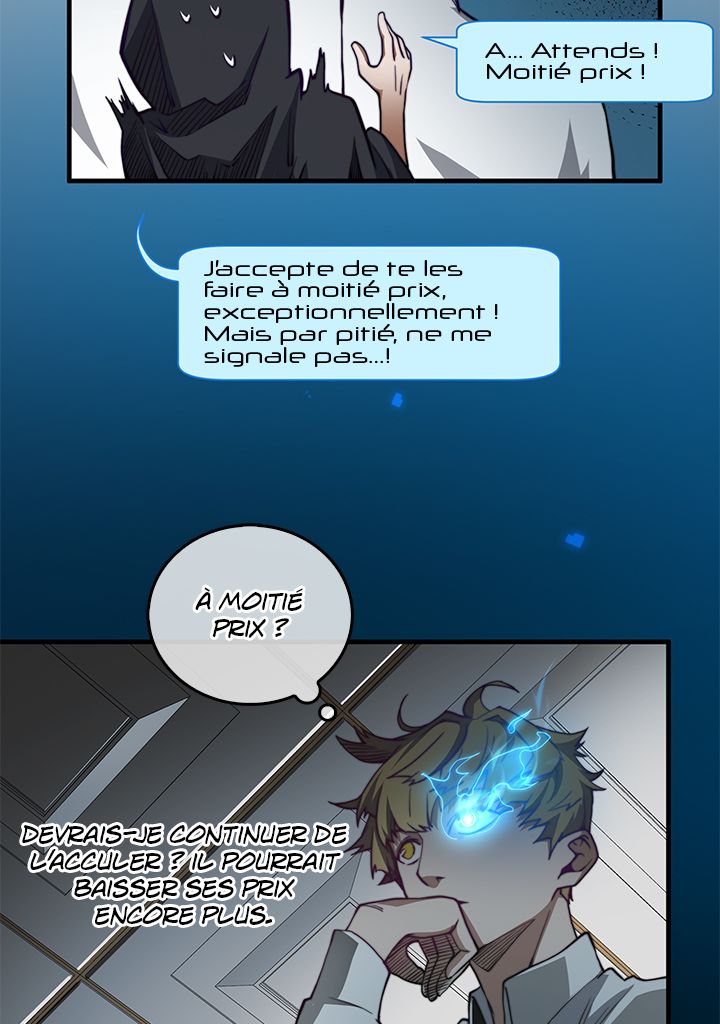 A... Attends !
Moitié prix !
J'accepte de te les
faire à moitié prix,
exceptionnellement !
Mais par pitié, ne me
signale pas...!
À MOITIÉ
PRIX ?
DEVRAIS-JE CONTINUER DE
L'ACCULER ? IL POURRAIT
BAISSER SES PRIX
ENCORE PLUS.